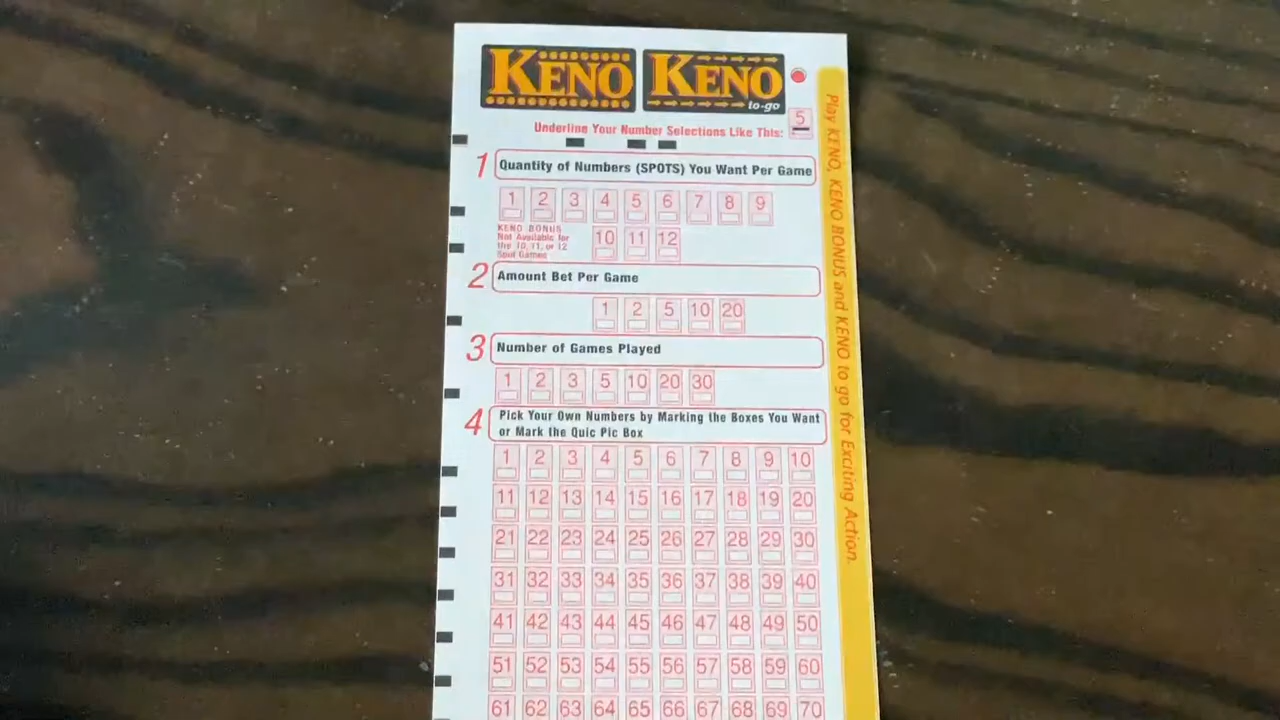 KENO KENO
to-go
Underline Your Number Selections Like This: 5
1 Quantity of Numbers (SPOTS) You Want Per Game
1 2 3 4 5 6 7 8 9
KENO BONUS
Not Available for
the 10, 11, or 12
Spot Games
10 11 12
2 Amount Bet Per Game
1 2 5 10 20
3 Number of Games Played
1 2 3 5 10 20 30
4 Pick Your Own Numbers by Marking the Boxes You Want
or Mark the Quic Pic Box
1 2 3 4 5 6 7 8 9 10
11 12 13 14 15 16 17 18 19 20
21 22 23 24 25 26 27 28 29 30
31 32 33 34 35 36 37 38 39 40
41 42 43 44 45 46 47 48 49 50
51 52 53 54 55 56 57 58 59 60
61 62 63 64 65 66 67 68 69 70
Play KENO, KENO BONUS and KENO to go for Exciting Action.